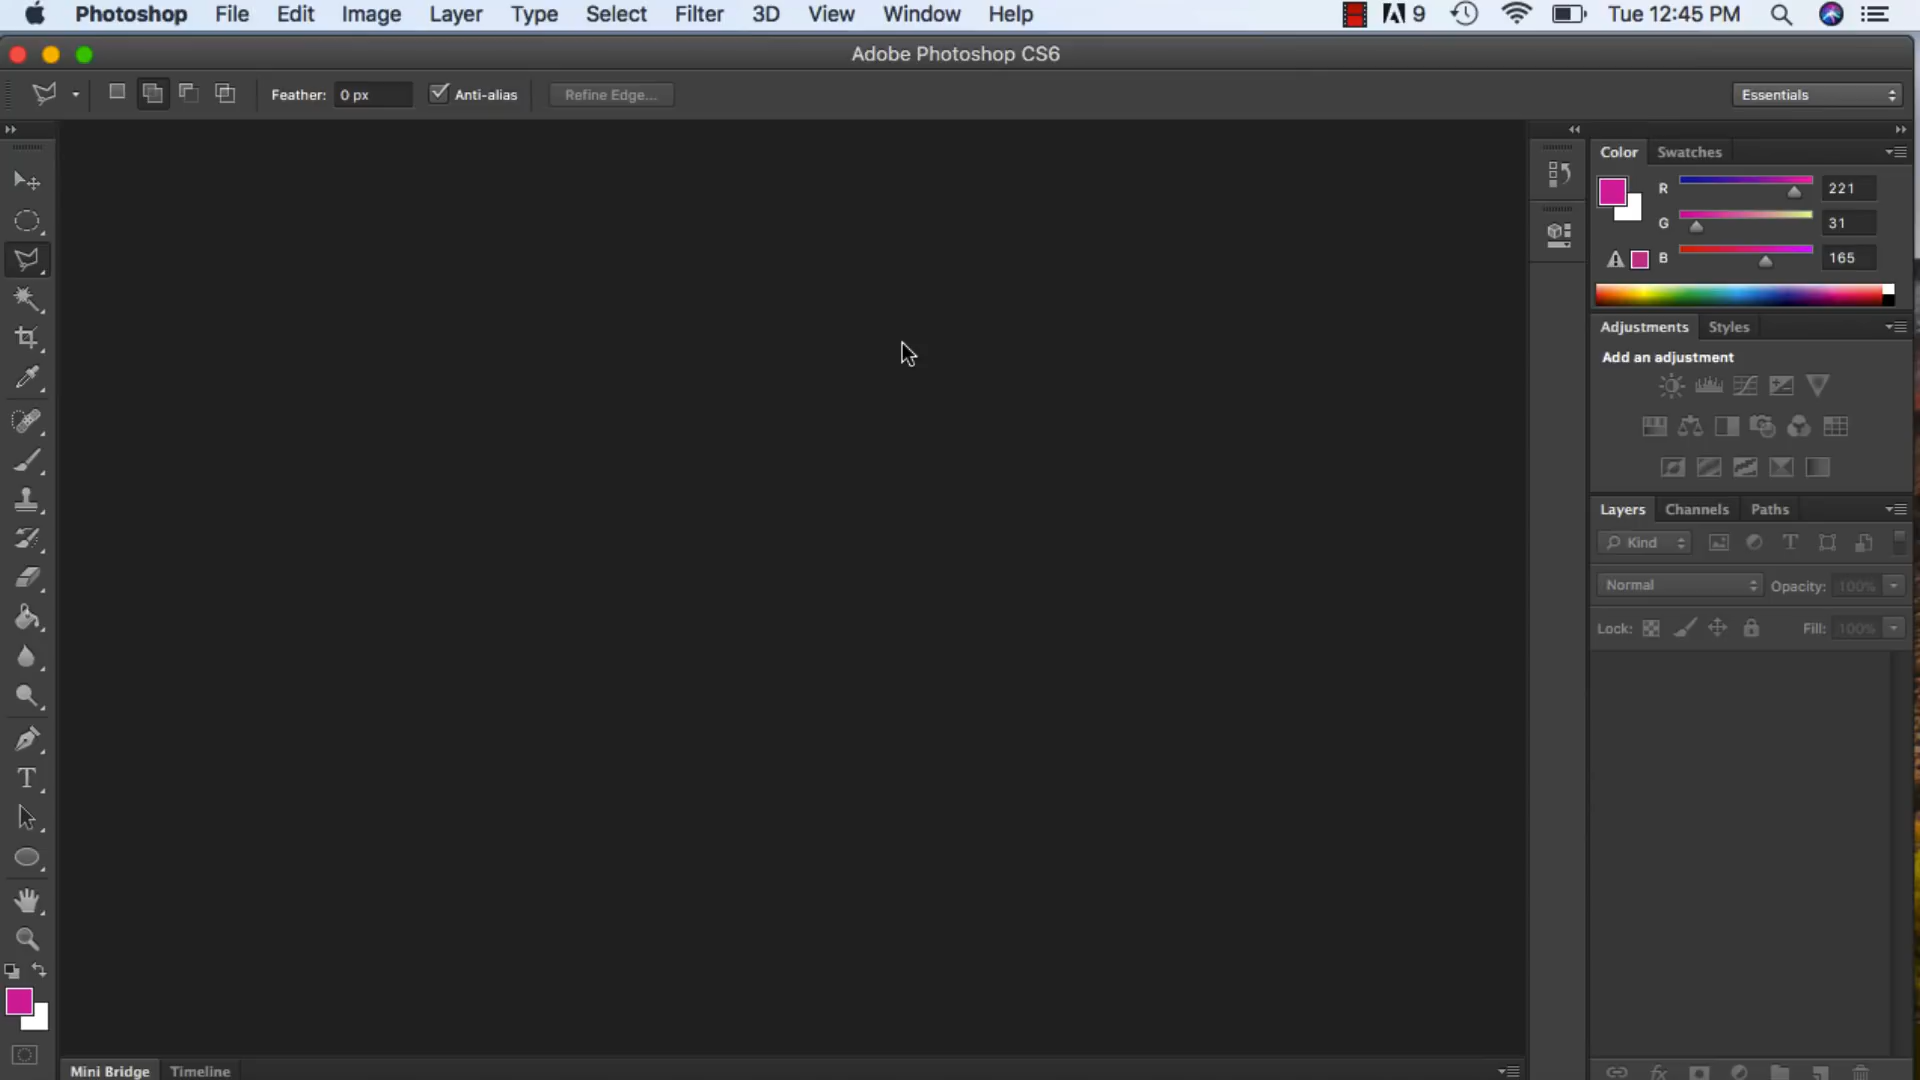 Photoshop File Edit Image Layer Type Select Filter 3D View Window Help 9 Tue 12:45 PM
Adobe Photoshop CS6
Feather: 0 px Anti-alias Refine Edge... Essentials
Color Swatches
R 221
G 31
B 165
Adjustments Styles
Add an adjustment
Layers Channels Paths
Kind
Normal Opacity: 100%
Lock: Fill: 100%
Mini Bridge Timeline